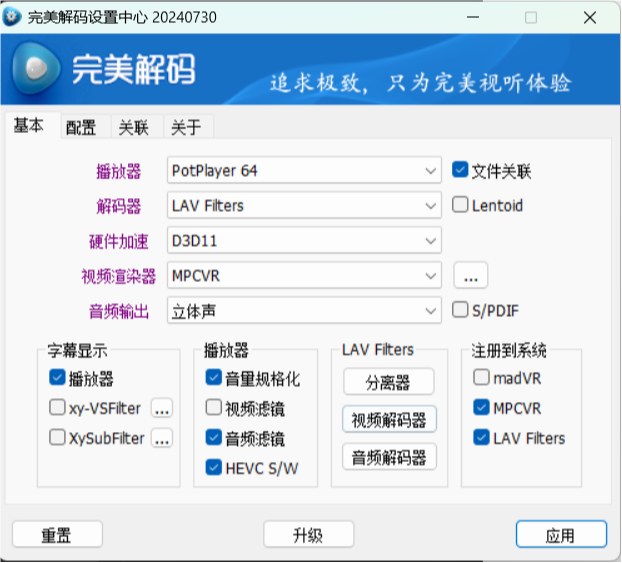 完美解码设置中心 20240730
完美解码
追求极致，只为完美视听体验
基本 配置 关联 关于
播放器 PotPlayer 64 文件关联
解码器 LAV Filters Lentoid
硬件加速 D3D11
视频渲染器 MPCVR ...
音频输出 立体声 S/PDIF
字幕显示 播放器 LAV Filters 注册到系统
播放器 音量规格化 分离器 madVR
xy-VSFilter ... 视频滤镜 视频解码器 MPCVR
XySubFilter ... 音频滤镜 音频解码器 LAV Filters
HEVC S/W
重置 升级 应用